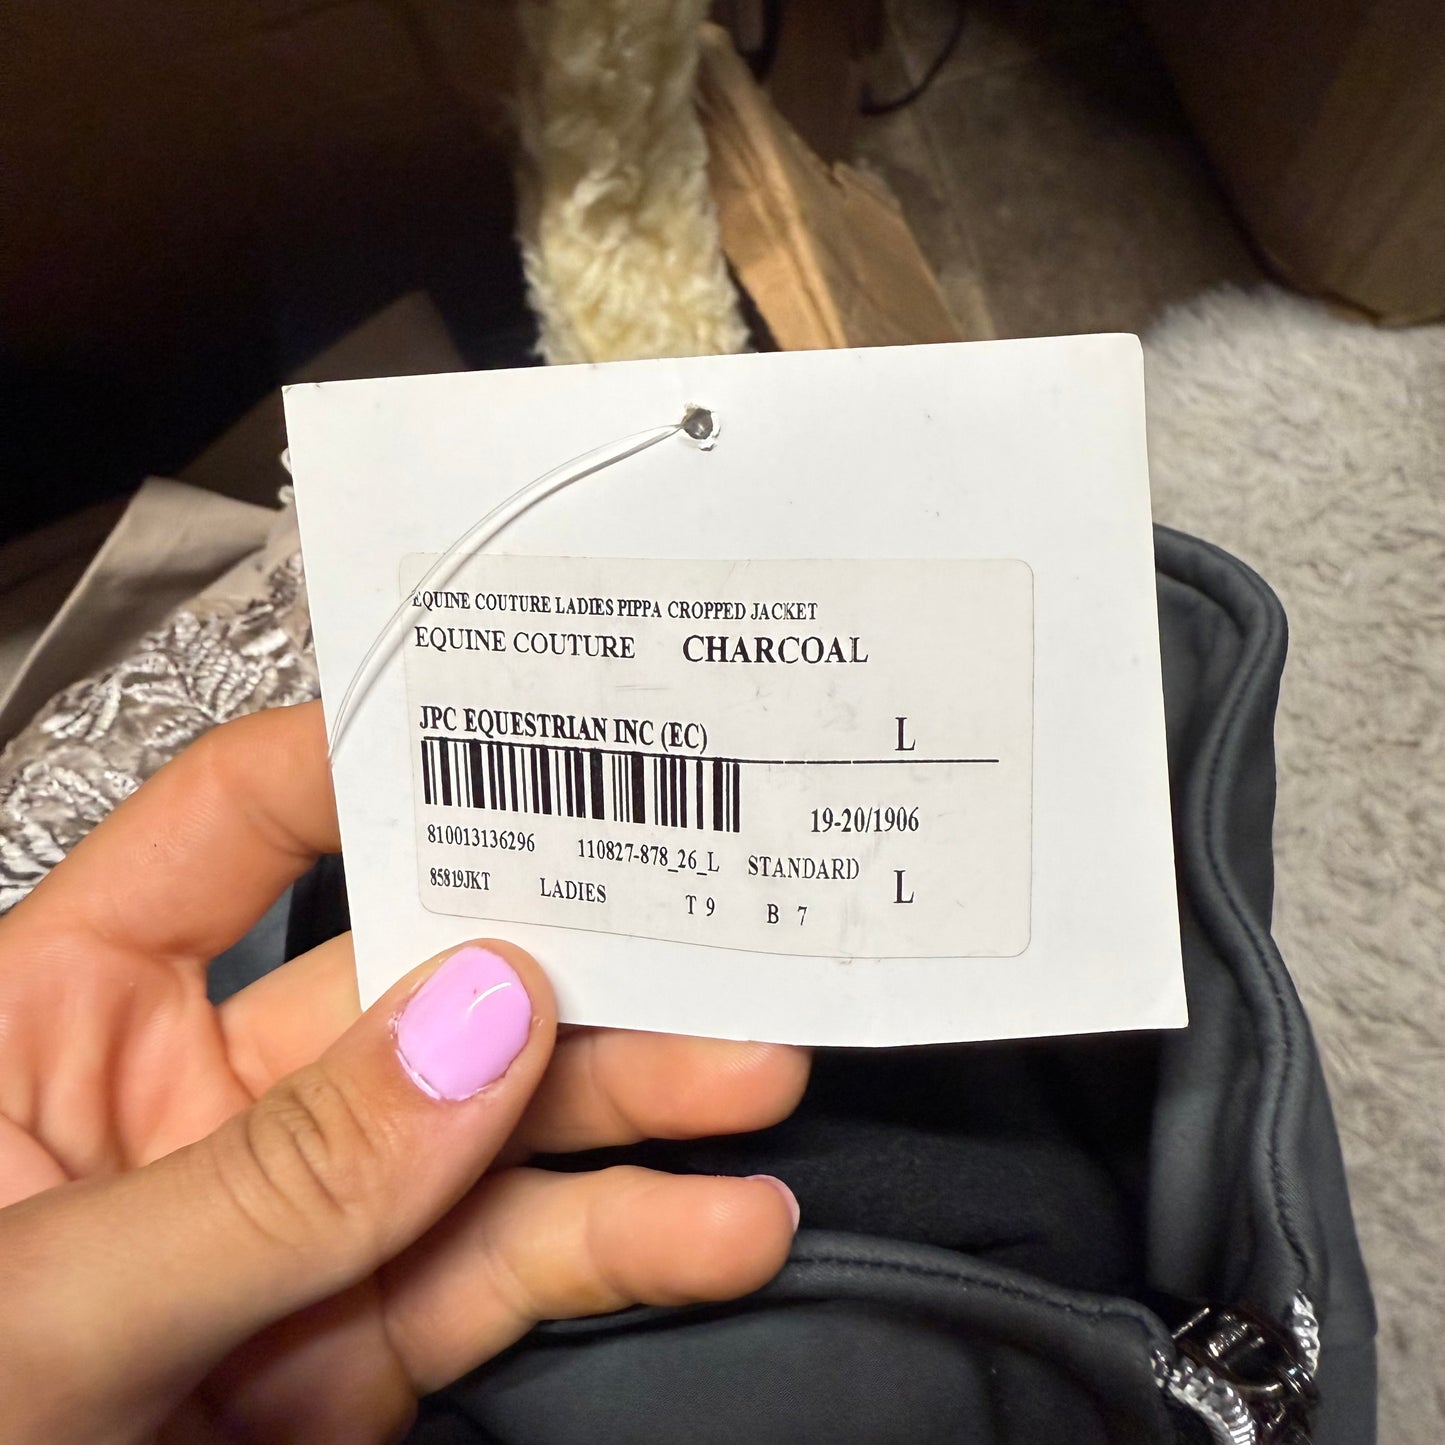 EQUINE COUTURE LADIES PIPPA CROPPED JACKET
EQUINE COUTURE CHARCOAL
JPC EQUESTRIAN INC (EC) L
19-20/1906
810013136296 110827-878_26_L STANDARD
85819JKT LADIES T 9 B 7 L